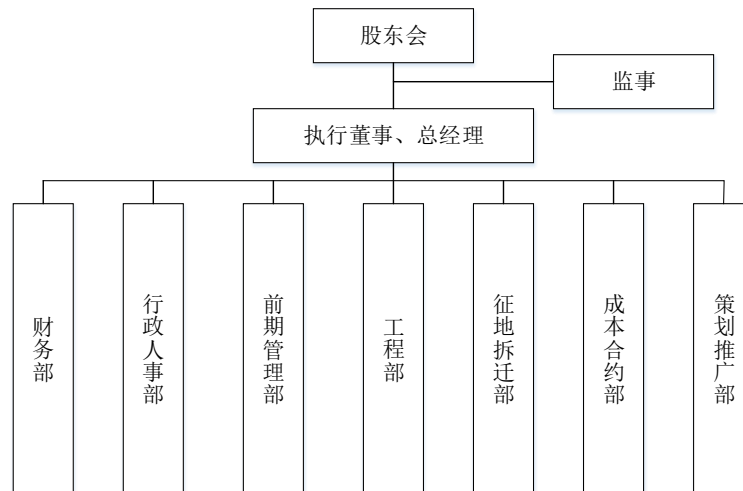 股东会
监事
执行董事、总经理
财务部
行政人事部
前期管理部
工程部
征地拆迁部
成本合约部
策划推广部